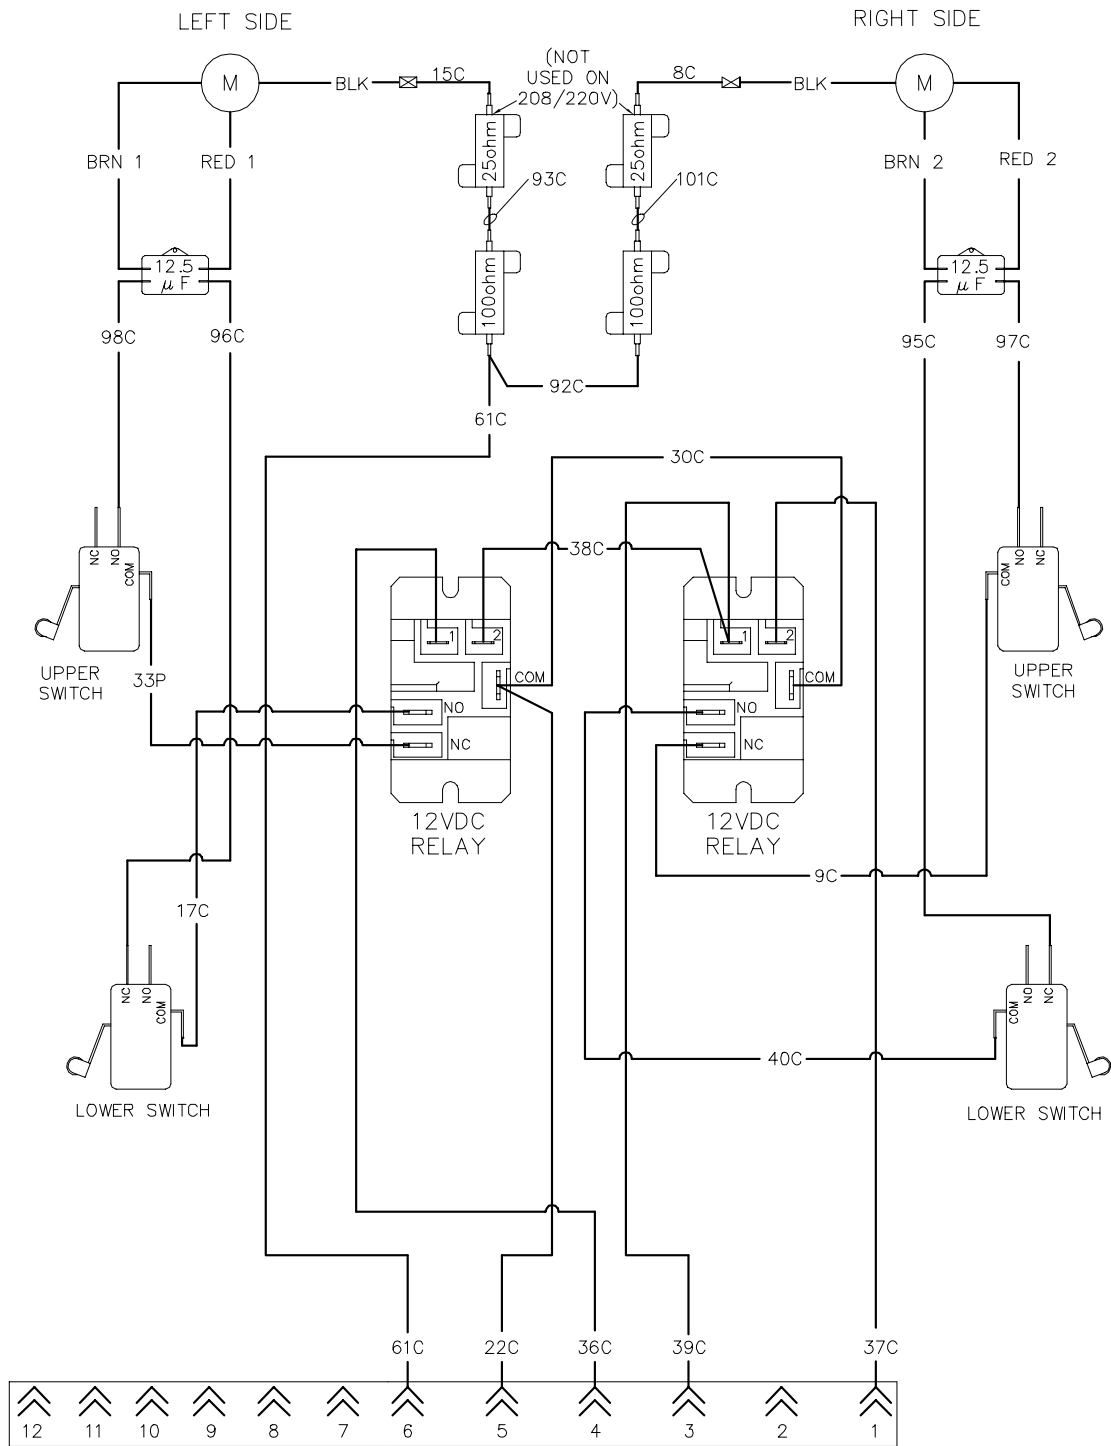 LEFT SIDE
RIGHT SIDE
(NOT
USED ON
208/220V)
M
BLK
15C
8C
BLK
M
BRN 1
RED 1
25ohm
25ohm
BRN 2
RED 2
93C
101C
12.5
µF
100ohm
100ohm
12.5
µF
98C
96C
95C
97C
92C
61C
30C
38C
NC
NO
COM
NO
NC
COM
1
2
COM
NO
NC
1
2
COM
NO
NC
UPPER
SWITCH
33P
UPPER
SWITCH
12VDC
RELAY
12VDC
RELAY
9C
17C
NC
NO
COM
COM
NO
NC
40C
LOWER SWITCH
LOWER SWITCH
61C
22C
36C
39C
37C
12
11
10
9
8
7
6
5
4
3
2
1